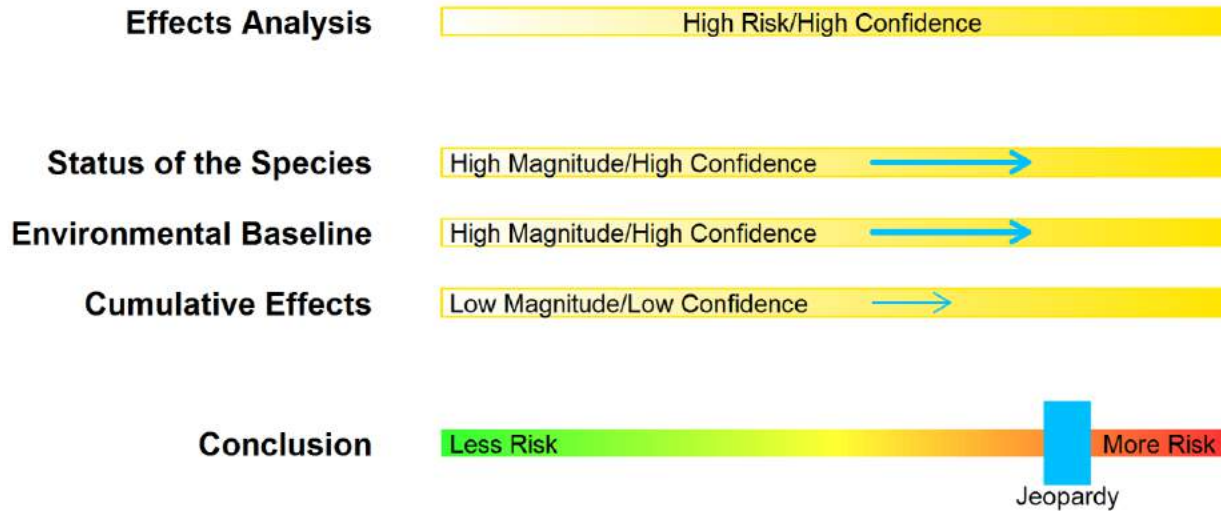 Effects Analysis High Risk/High Confidence
Status of the Species High Magnitude/High Confidence
Environmental Baseline High Magnitude/High Confidence
Cumulative Effects Low Magnitude/Low Confidence
Conclusion Less Risk More Risk
Jeopardy